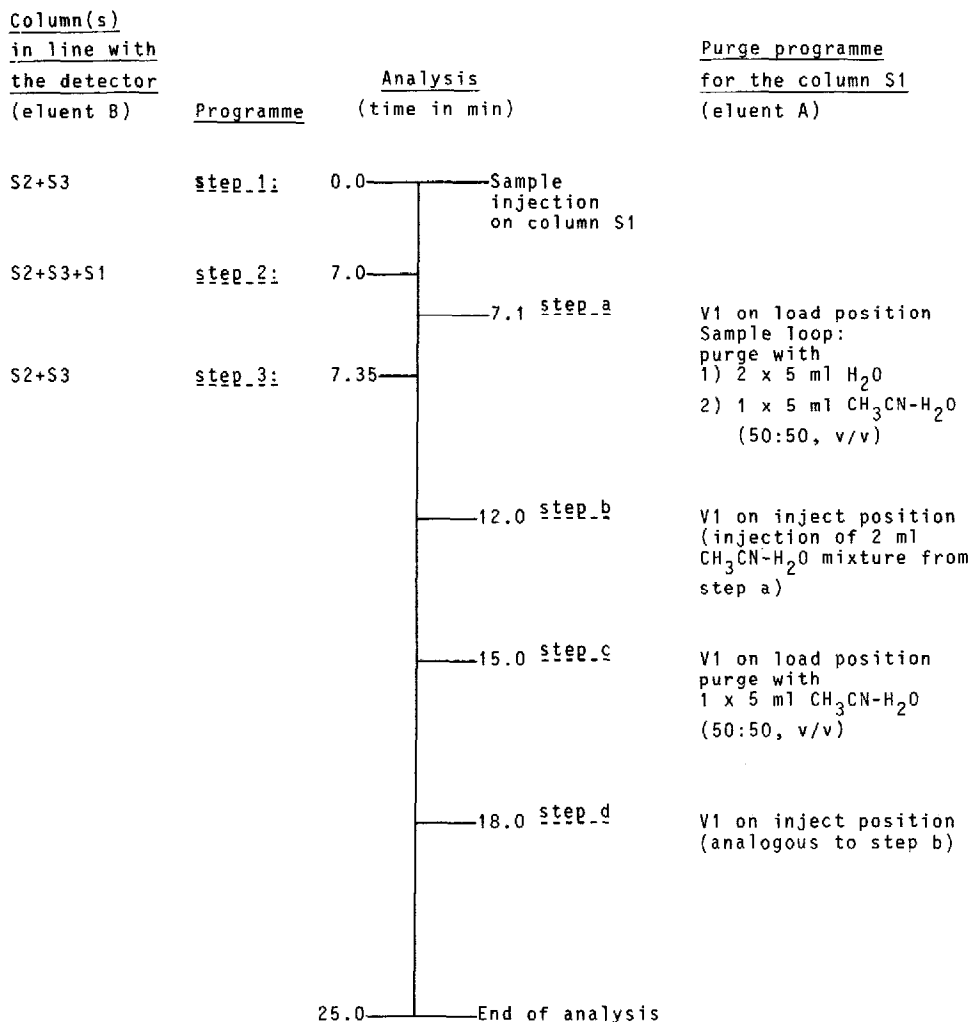 Column(s)
in line with
the detector
(eluent B)
Programme
Analysis
(time in min)
Purge programme
for the column S1
(eluent A)
S2+S3
step 1:
0.0
Sample
injection
on column S1
S2+S3+S1
step 2:
7.0
7.1 step a
V1 on load position
Sample loop:
purge with
1) 2 x 5 ml H2O
2) 1 x 5 ml CH3CN-H2O
(50:50, v/v)
S2+S3
step 3:
7.35
12.0 step b
V1 on inject position
(injection of 2 ml
CH3CN-H2O mixture from
step a)
15.0 step c
V1 on load position
purge with
1 x 5 ml CH3CN-H2O
(50:50, v/v)
18.0 step d
V1 on inject position
(analogous to step b)
25.0
End of analysis